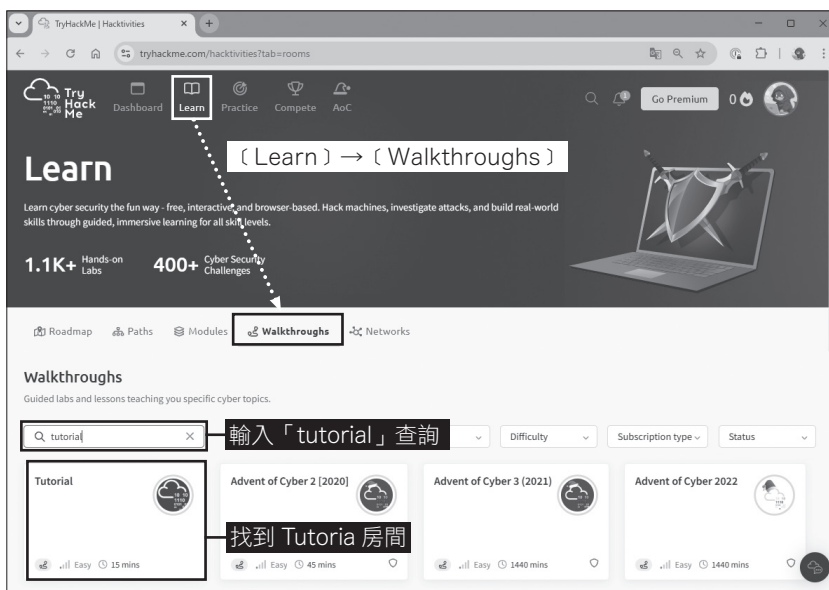 TryHackMe | Hacktivities
tryhackme.com/hacktivities?tab=rooms
Try Hack Me
Dashboard Learn Practice Compete AoC
Go Premium 0
〔Learn〕→〔Walkthroughs〕
Learn
Learn cyber security the fun way - free, interactive, and browser-based. Hack machines, investigate attacks, and build real-world
skills through guided, immersive learning for all skill levels.
1.1K+ Hands-on Labs 400+ Cyber Security Challenges
Roadmap Paths Modules Walkthroughs Networks
Walkthroughs
Guided labs and lessons teaching you specific cyber topics.
tutorial 輸入「tutorial」查詢 Difficulty Subscription type Status
Tutorial Advent of Cyber 2 [2020] Advent of Cyber 3 (2021) Advent of Cyber 2022
找到 Tutoria 房間
Easy 15 mins Easy 45 mins Easy 1440 mins Easy 1440 mins